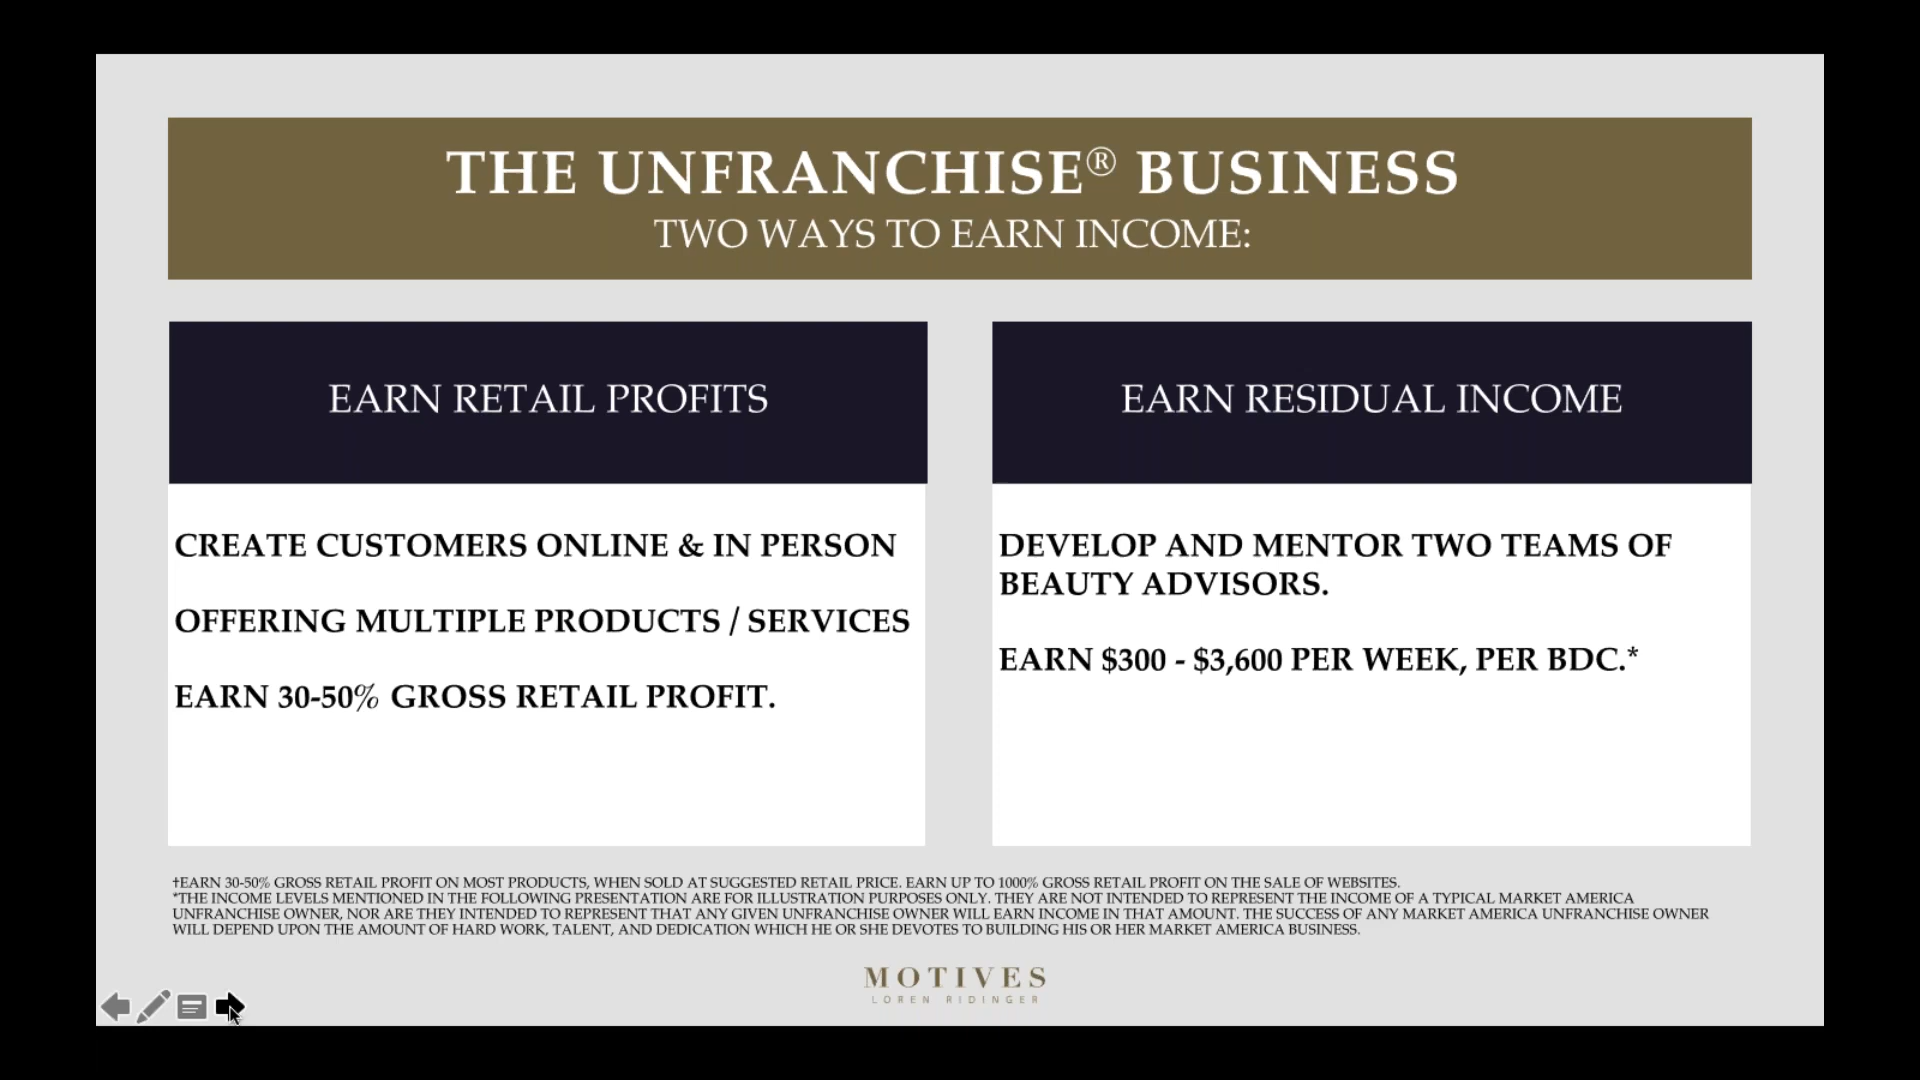 THE UNFRANCHISE® BUSINESS
TWO WAYS TO EARN INCOME:
EARN RETAIL PROFITS
CREATE CUSTOMERS ONLINE & IN PERSON
OFFERING MULTIPLE PRODUCTS / SERVICES
EARN 30-50% GROSS RETAIL PROFIT.
EARN RESIDUAL INCOME
DEVELOP AND MENTOR TWO TEAMS OF
BEAUTY ADVISORS.
EARN $300 - $3,600 PER WEEK, PER BDC.*
†EARN 30-50% GROSS RETAIL PROFIT ON MOST PRODUCTS, WHEN SOLD AT SUGGESTED RETAIL PRICE. EARN UP TO 1000% GROSS RETAIL PROFIT ON THE SALE OF WEBSITES.
*THE INCOME LEVELS MENTIONED IN THE FOLLOWING PRESENTATION ARE FOR ILLUSTRATION PURPOSES ONLY. THEY ARE NOT INTENDED TO REPRESENT THE INCOME OF A TYPICAL MARKET AMERICA
UNFRANCHISE OWNER, NOR ARE THEY INTENDED TO REPRESENT THAT ANY GIVEN UNFRANCHISE OWNER WILL EARN INCOME IN THAT AMOUNT. THE SUCCESS OF ANY MARKET AMERICA UNFRANCHISE OWNER
WILL DEPEND UPON THE AMOUNT OF HARD WORK, TALENT, AND DEDICATION WHICH HE OR SHE DEVOTES TO BUILDING HIS OR HER MARKET AMERICA BUSINESS.
MOTIVES
LOREN RIDINGER